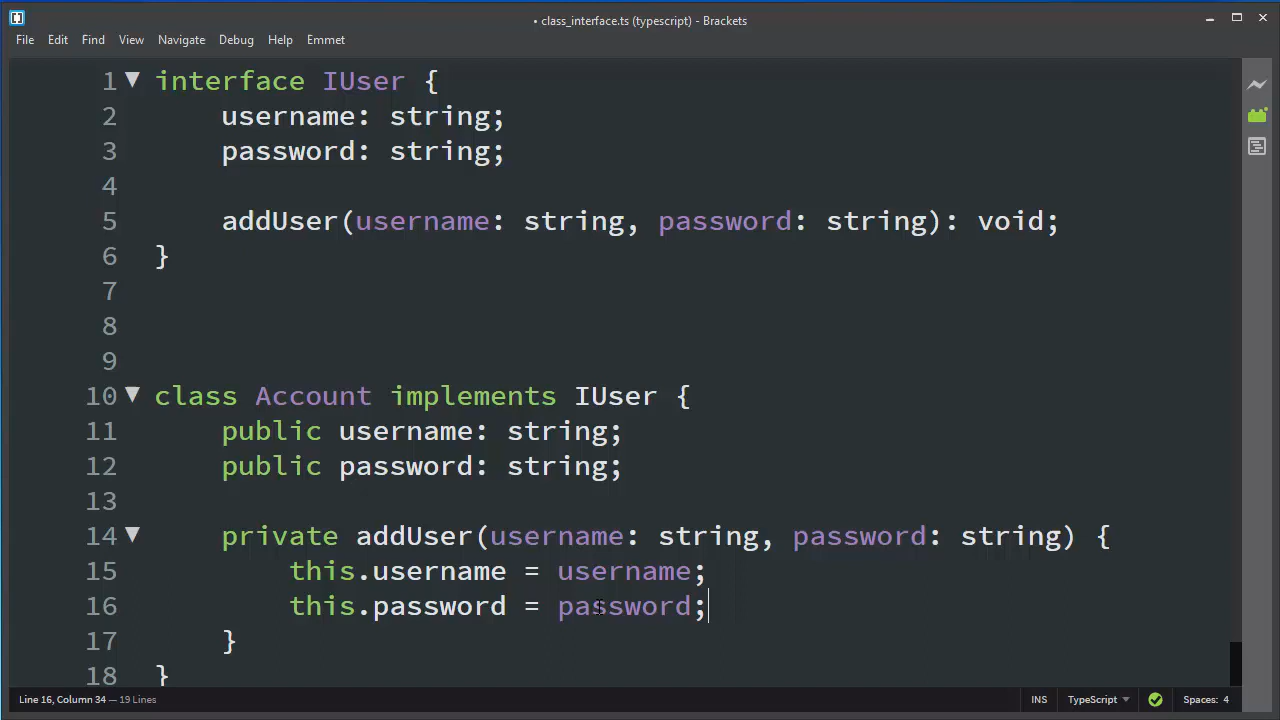 • class_interface.ts (typescript) - Brackets
File Edit Find View Navigate Debug Help Emmet
1 interface IUser {
2 username: string;
3 password: string;
4
5 addUser(username: string, password: string): void;
6 }
7
8
9
10 class Account implements IUser {
11 public username: string;
12 public password: string;
13
14 private addUser(username: string, password: string) {
15 this.username = username;
16 this.password = password;
17 }
18 }
Line 16, Column 34 — 19 Lines INS TypeScript Spaces: 4